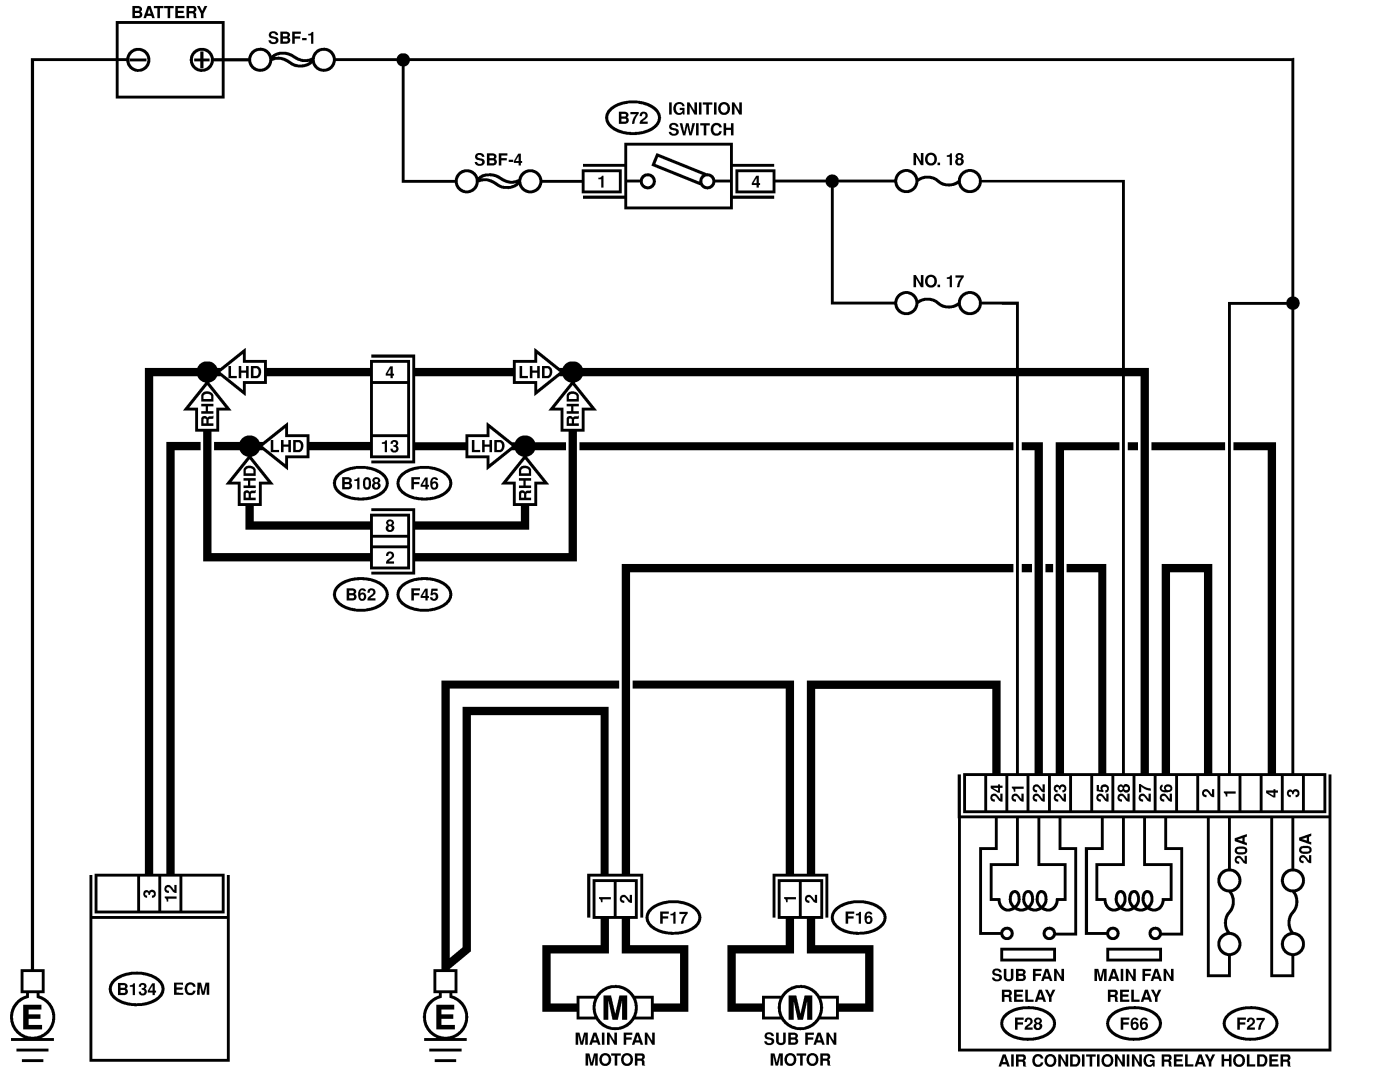 BATTERY
SBF-1
B72
IGNITION
SWITCH
SBF-4
1
4
NO. 18
NO. 17
LHD
4
LHD
RHD
RHD
LHD
13
LHD
B108
F46
RHD
RHD
8
2
B62
F45
24
21
22
23
25
28
27
26
2
1
4
3
20A
20A
3
12
1
2
F17
1
2
F16
B134
ECM
SUB FAN
RELAY
MAIN FAN
RELAY
E
E
M
M
F28
F66
F27
MAIN FAN
MOTOR
SUB FAN
MOTOR
AIR CONDITIONING RELAY HOLDER